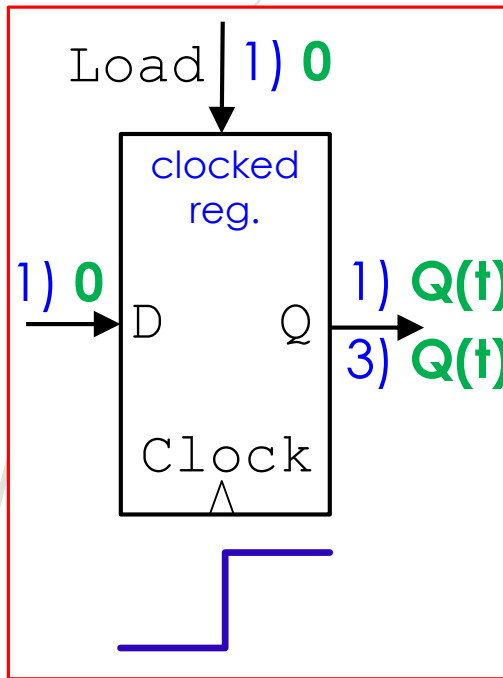 Load 1) 0
clocked
reg.
1) 0
D
Q
1) Q(t)
3) Q(t)
Clock